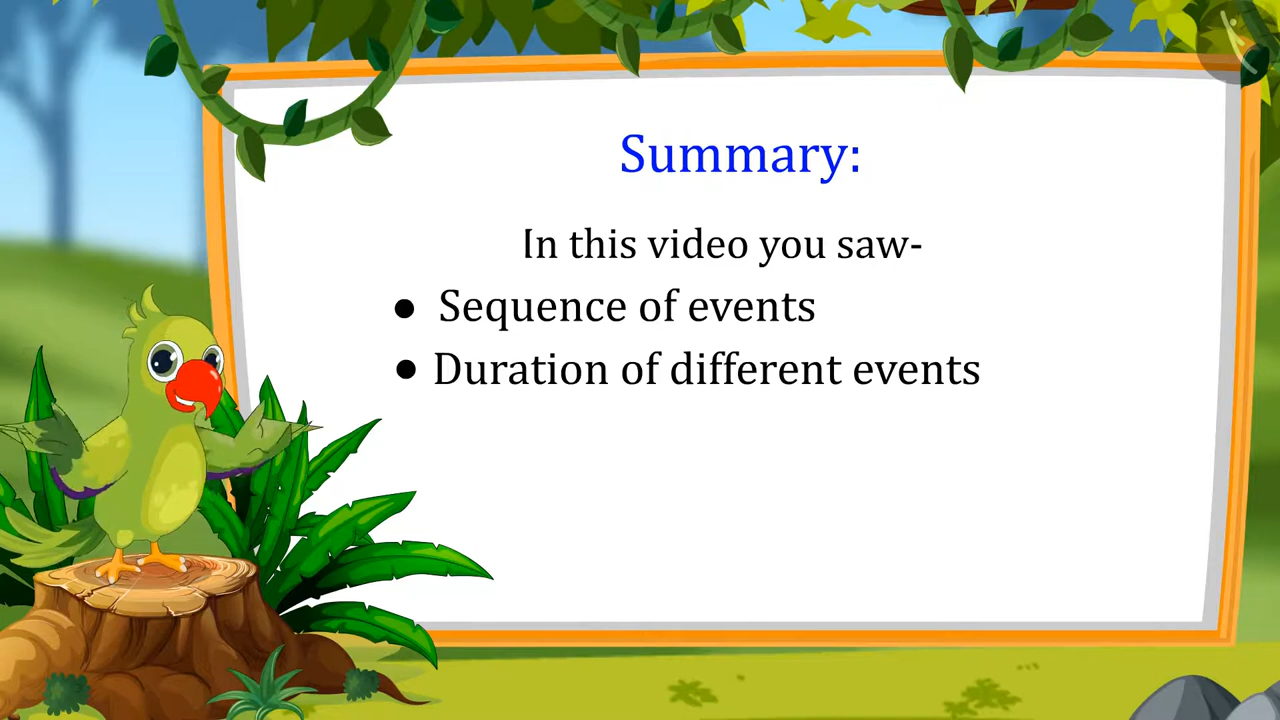 Summary:
In this video you saw-
● Sequence of events
● Duration of different events